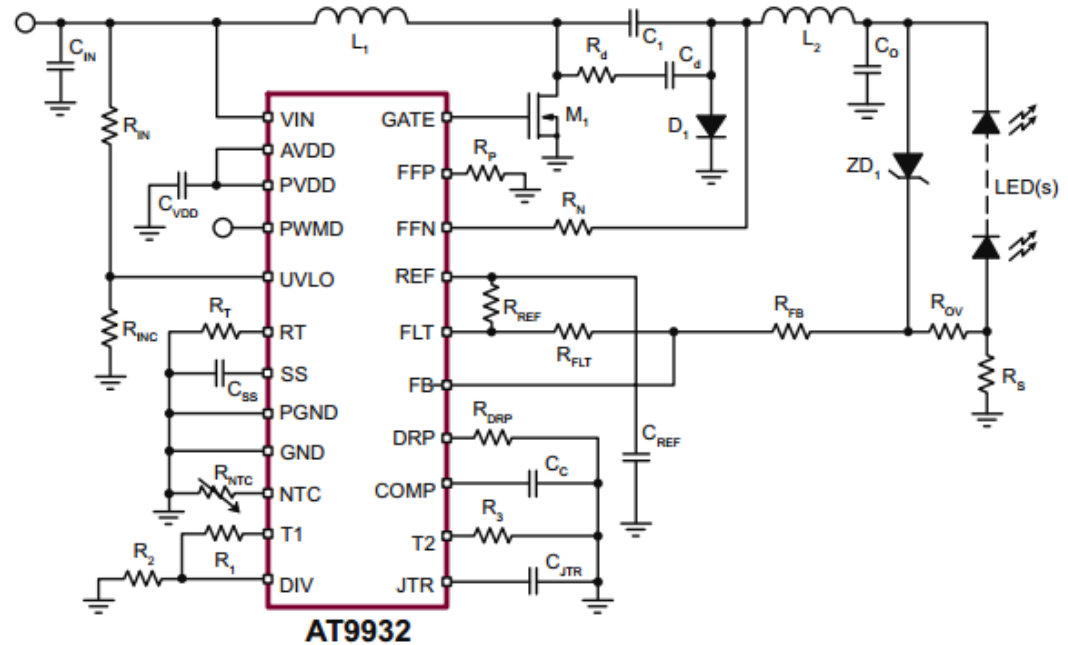 L1
C1
L2
CIN
Rd
Cd
CO
RIN
VIN
GATE
M1
D1
AVDD
FFP
RP
ZD1
LED(s)
CVDD
PVDD
PWMD
FFN
RN
UVLO
REF
RREF
RINC
RT
RT
FLT
RFLT
RFB
ROV
CSS
SS
FB
RS
PGND
DRP
RDRP
CREF
GND
RNTC
NTC
COMP
CC
R1
T1
T2
R3
R2
DIV
JTR
CJTR
AT9932